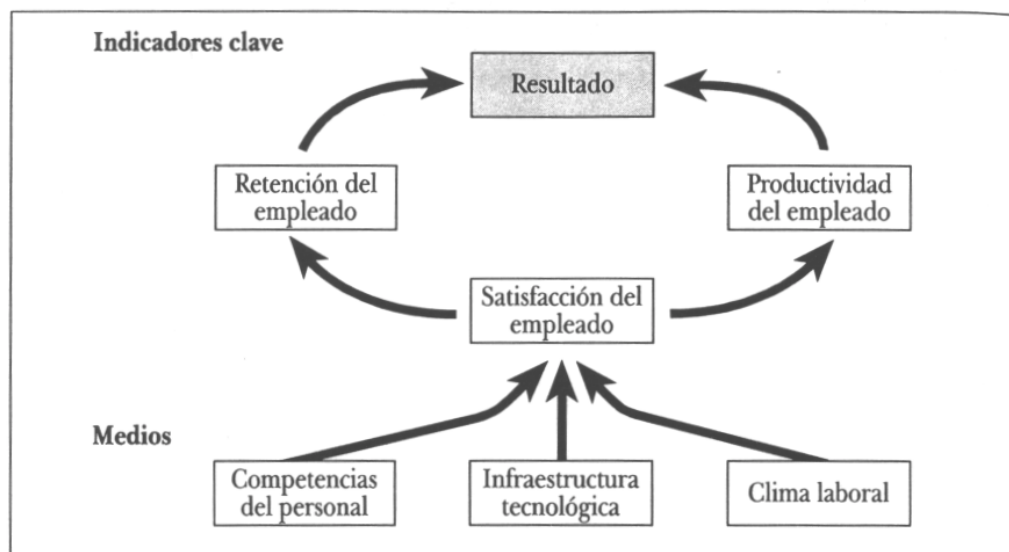 Indicadores clave
Resultado
Retención del
empleado
Productividad
del empleado
Satisfacción del
empleado
Medios
Competencias
del personal
Infraestructura
tecnológica
Clima laboral